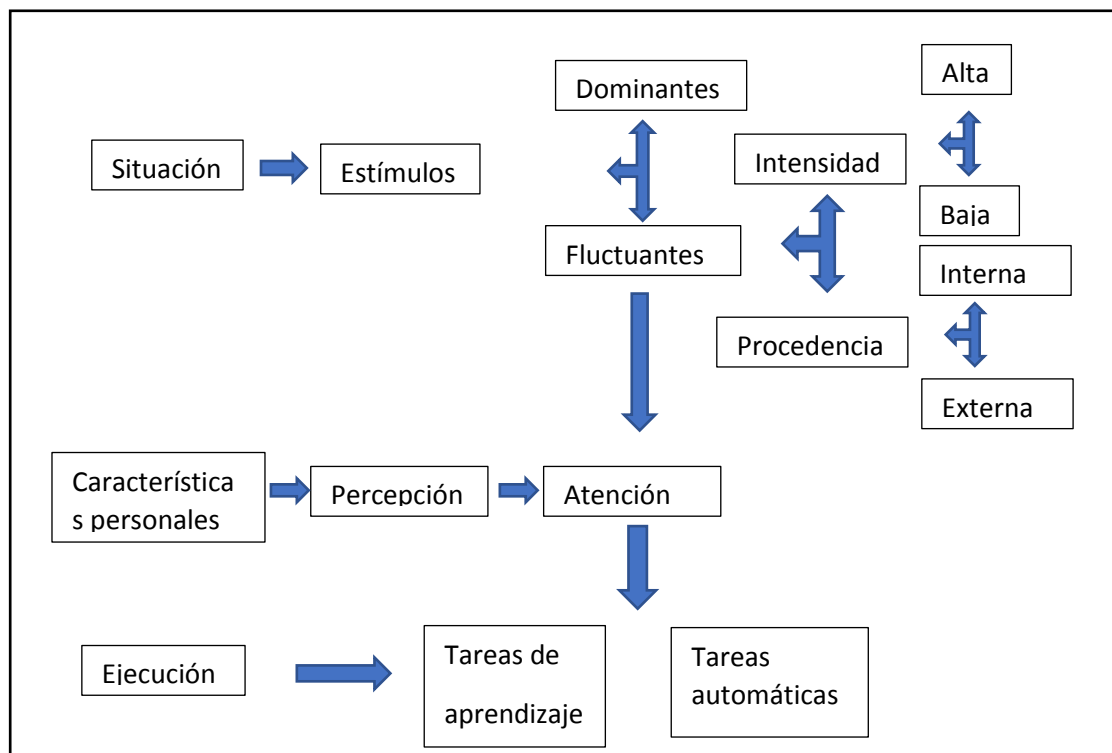 Dominantes
Alta
Situación
Estímulos
Intensidad
Baja
Fluctuantes
Interna
Procedencia
Externa
Característica
s personales
Percepción
Atención
Ejecución
Tareas de
aprendizaje
Tareas
automáticas